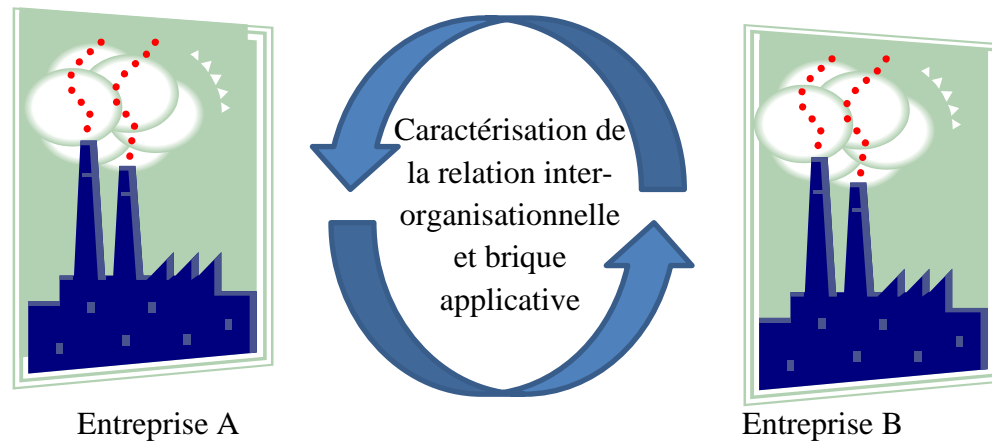 Caractérisation de
la relation inter-
organisationnelle
et brique
applicative
Entreprise A
Entreprise B